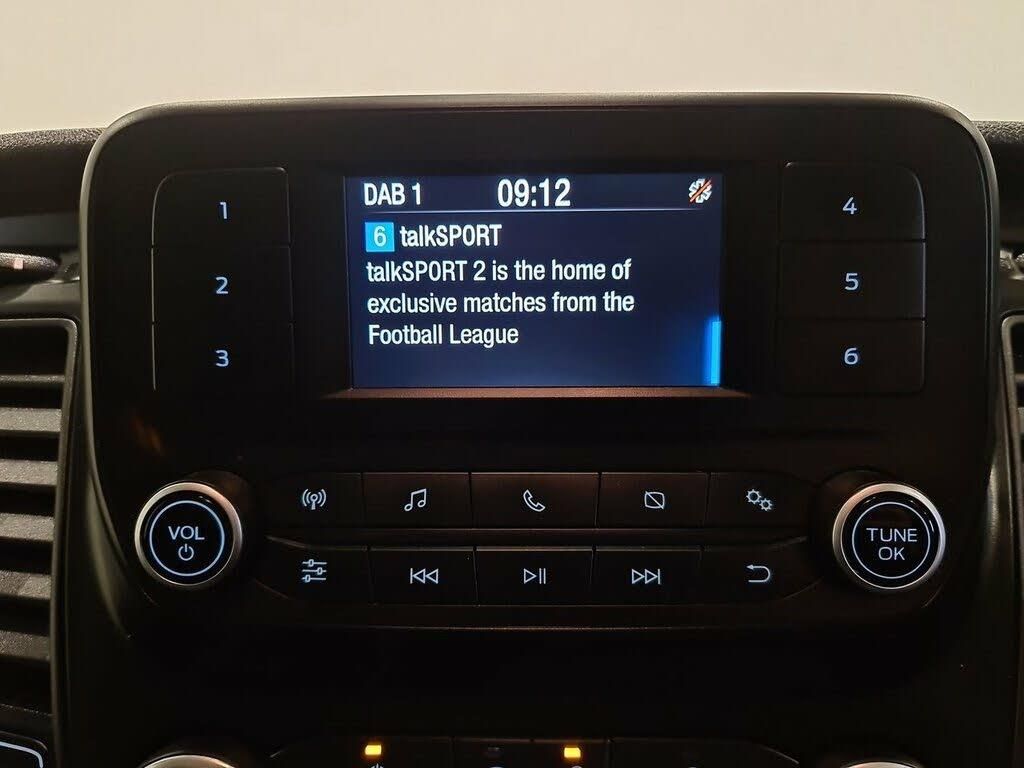 DAB 1 09:12
6 talkSPORT
talkSPORT 2 is the home of
exclusive matches from the
Football League
1
2
3
4
5
6
VOL
TUNE
OK